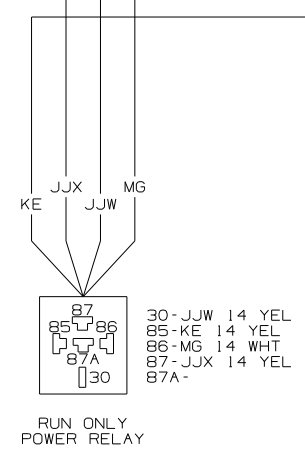 JJX
MG
KE
JJW
87
85
86
87A
30
30-JJW 14 YEL
85-KE 14 YEL
86-MG 14 WHT
87-JJX 14 YEL
87A-
RUN ONLY
POWER RELAY